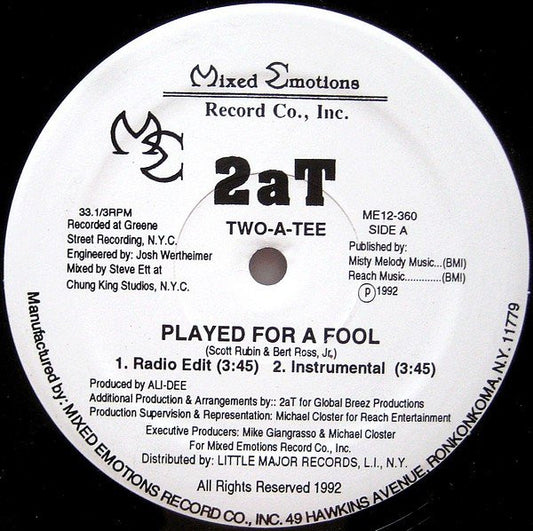 Mixed Emotions
Record Co., Inc.
ME
2aT
TWO-A-TEE
33.1/3RPM
Recorded at Greene
Street Recording, N.Y.C.
Engineered by: Josh Wertheimer
Mixed by Steve Ett at
Chung King Studios, N.Y.C.
ME12-360
SIDE A
Published by:
Misty Melody Music...(BMI)
Reach Music.............(BMI)
℗ 1992
PLAYED FOR A FOOL
(Scott Rubin & Bert Ross, Jr,)
1. Radio Edit (3:45) 2. Instrumental (3:45)
Produced by ALI-DEE
Additional Production & Arrangements by:: 2aT for Global Breez Productions
Production Supervision & Representation: Michael Closter for Reach Entertainment
Executive Producers: Mike Giangrasso & Michael Closter
For Mixed Emotions Record Co., Inc.
Distributed by: LITTLE MAJOR RECORDS, L.I., N.Y.
All Rights Reserved 1992
Manufactured by: MIXED EMOTIONS RECORD CO., INC. 49 HAWKINS AVENUE, RONKONKOMA, N.Y. 11779